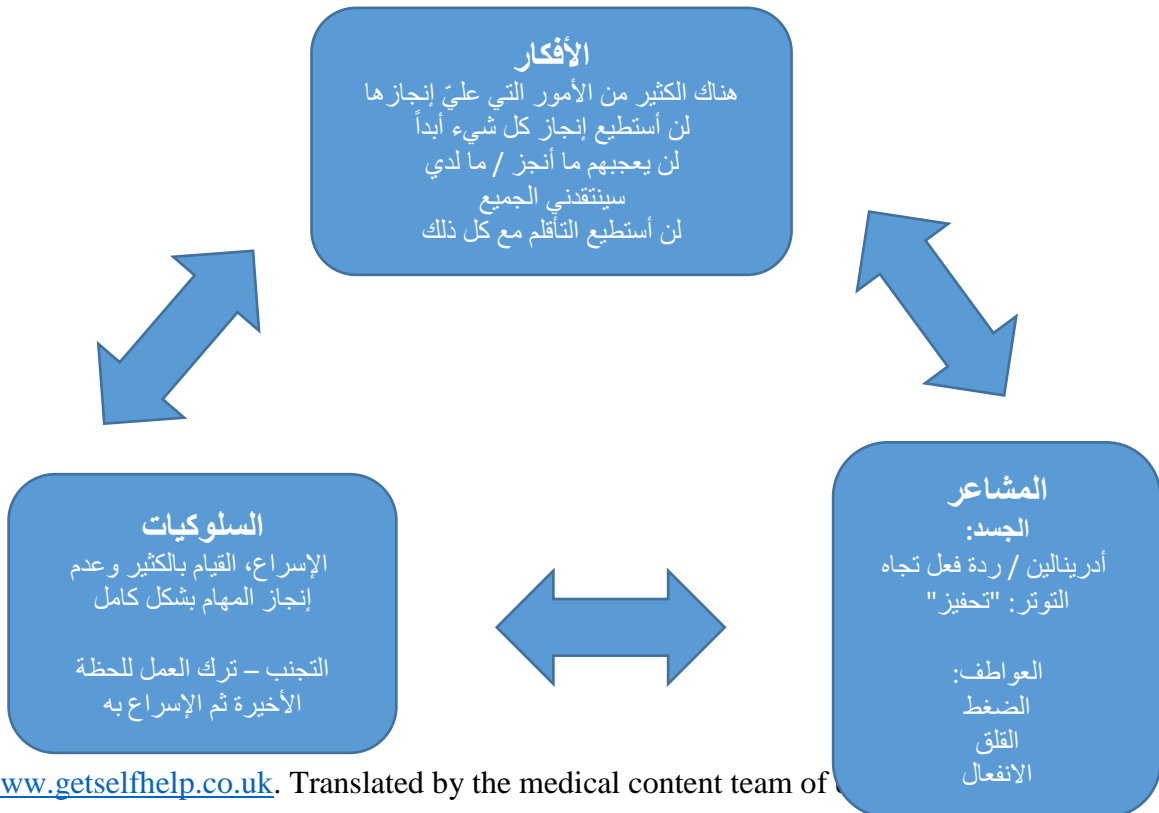 الأفكار
هناك الكثير من الأمور التي عليّ إنجازها
لن أستطيع إنجاز كل شيء أبداً
لن يعجبهم ما أنجز / ما لدي
سينتقدني الجميع
لن أستطيع التأقلم مع كل ذلك
المشاعر
الجسد:
أدرينالين / ردة فعل تجاه
التوتر: "تحفيز"
العواطف:
الضغط
القلق
الانفعال
السلوكيات
الإسراع، القيام بالكثير وعدم
إنجاز المهام بشكل كامل
التجنب – ترك العمل للحظة
الأخيرة ثم الإسراع به
ww.getselfhelp.co.uk. Translated by the medical content team of